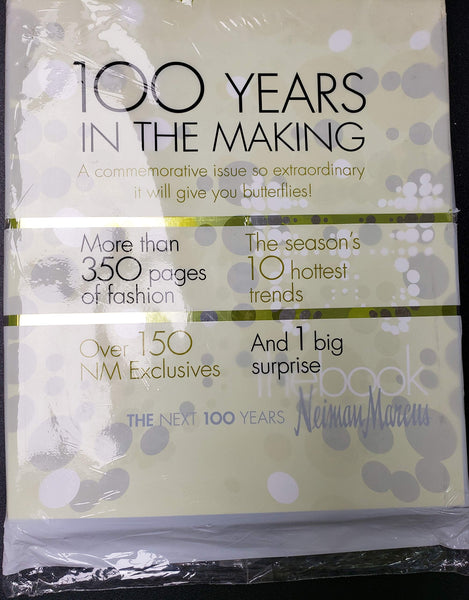 100 YEARS
IN THE MAKING
A commemorative issue so extraordinary
it will give you butterflies!
More than
350 pages
of fashion
The season's
10 hottest
trends
Over 150
NM Exclusives
And 1 big
surprise
the book
THE NEXT 100 YEARS Neiman Marcus